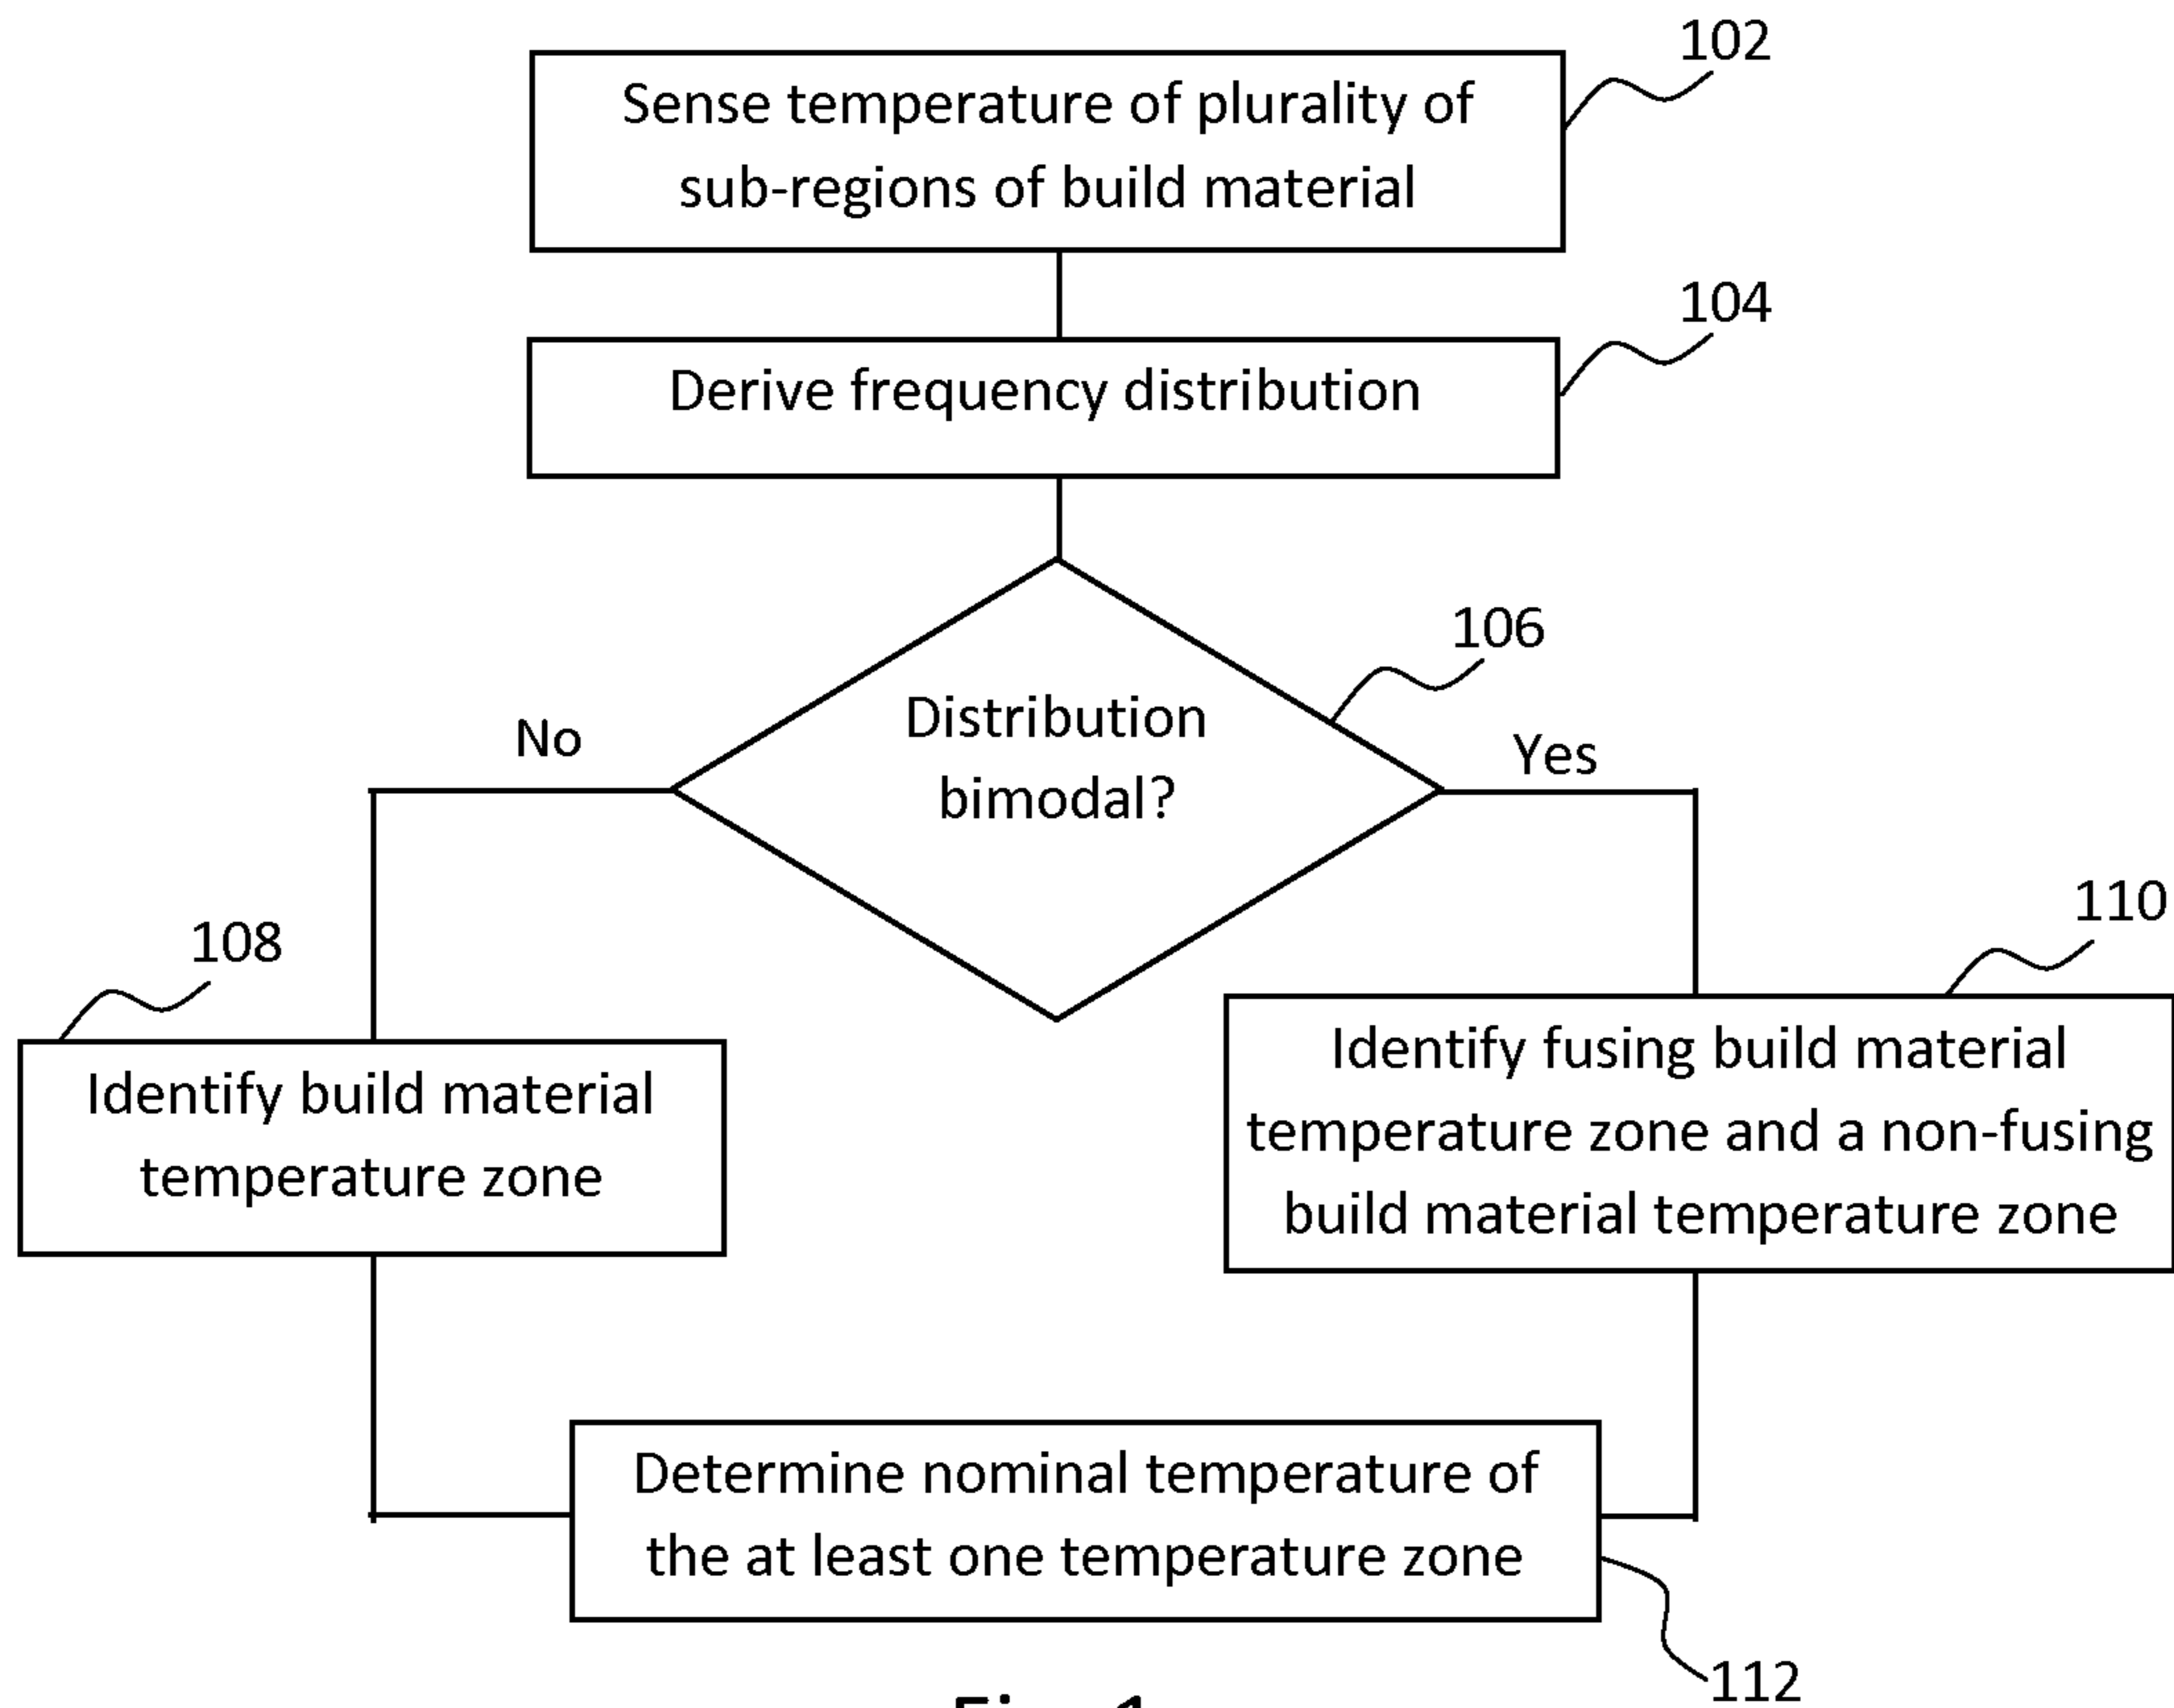 102
Sense temperature of plurality of
sub-regions of build material
104
Derive frequency distribution
106
Distribution
bimodal?
No
Yes
108
110
Identify build material
temperature zone
Identify fusing build material
temperature zone and a non-fusing
build material temperature zone
Determine nominal temperature of
the at least one temperature zone
112